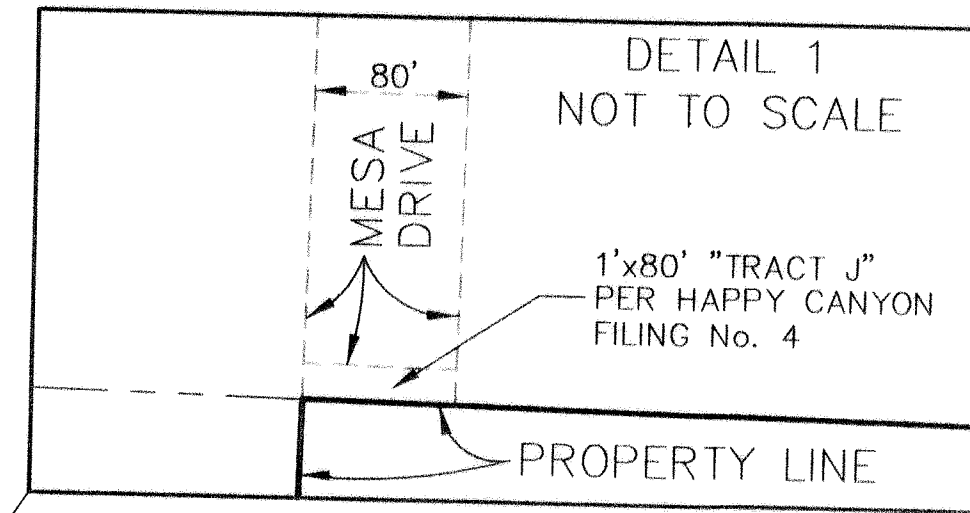 DETAIL 1
NOT TO SCALE
80'
MESA
DRIVE
1'x80' "TRACT J"
PER HAPPY CANYON
FILING No. 4
PROPERTY LINE